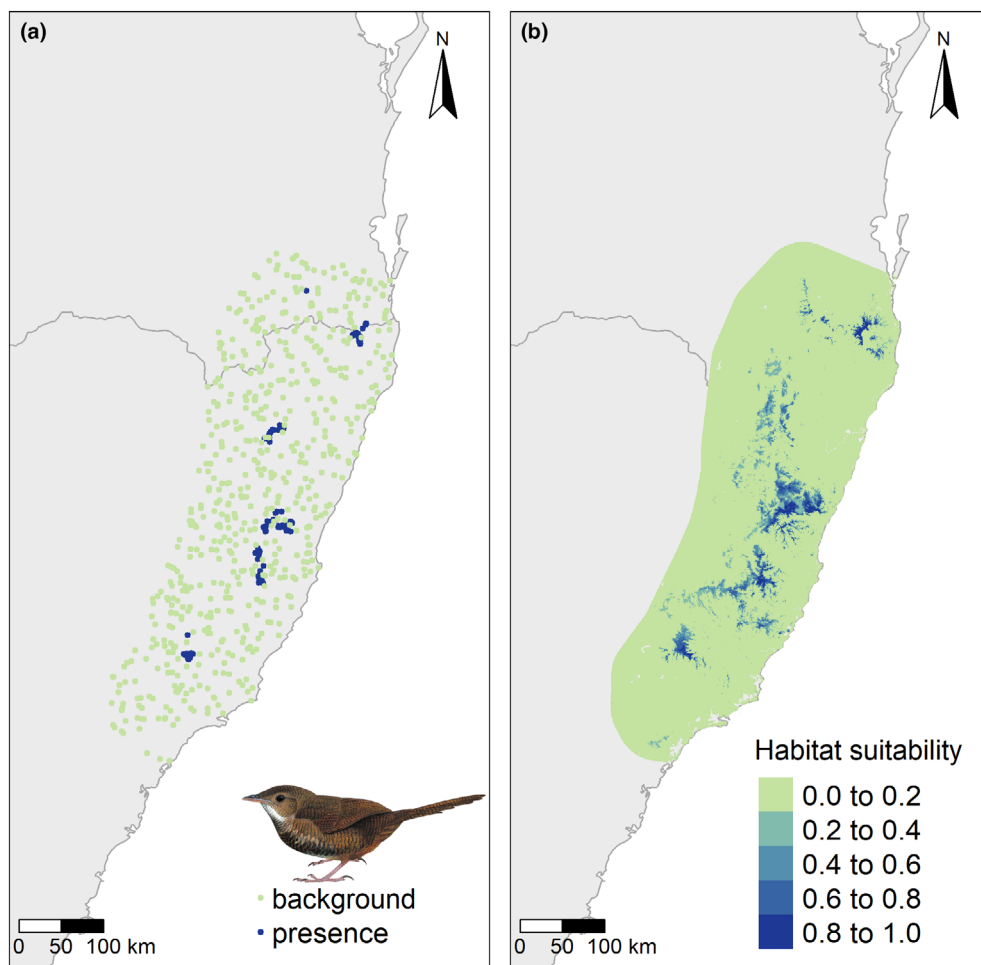 (a)
N
background
presence
0 50 100 km
(b)
N
Habitat suitability
0.0 to 0.2
0.2 to 0.4
0.4 to 0.6
0.6 to 0.8
0.8 to 1.0
0 50 100 km